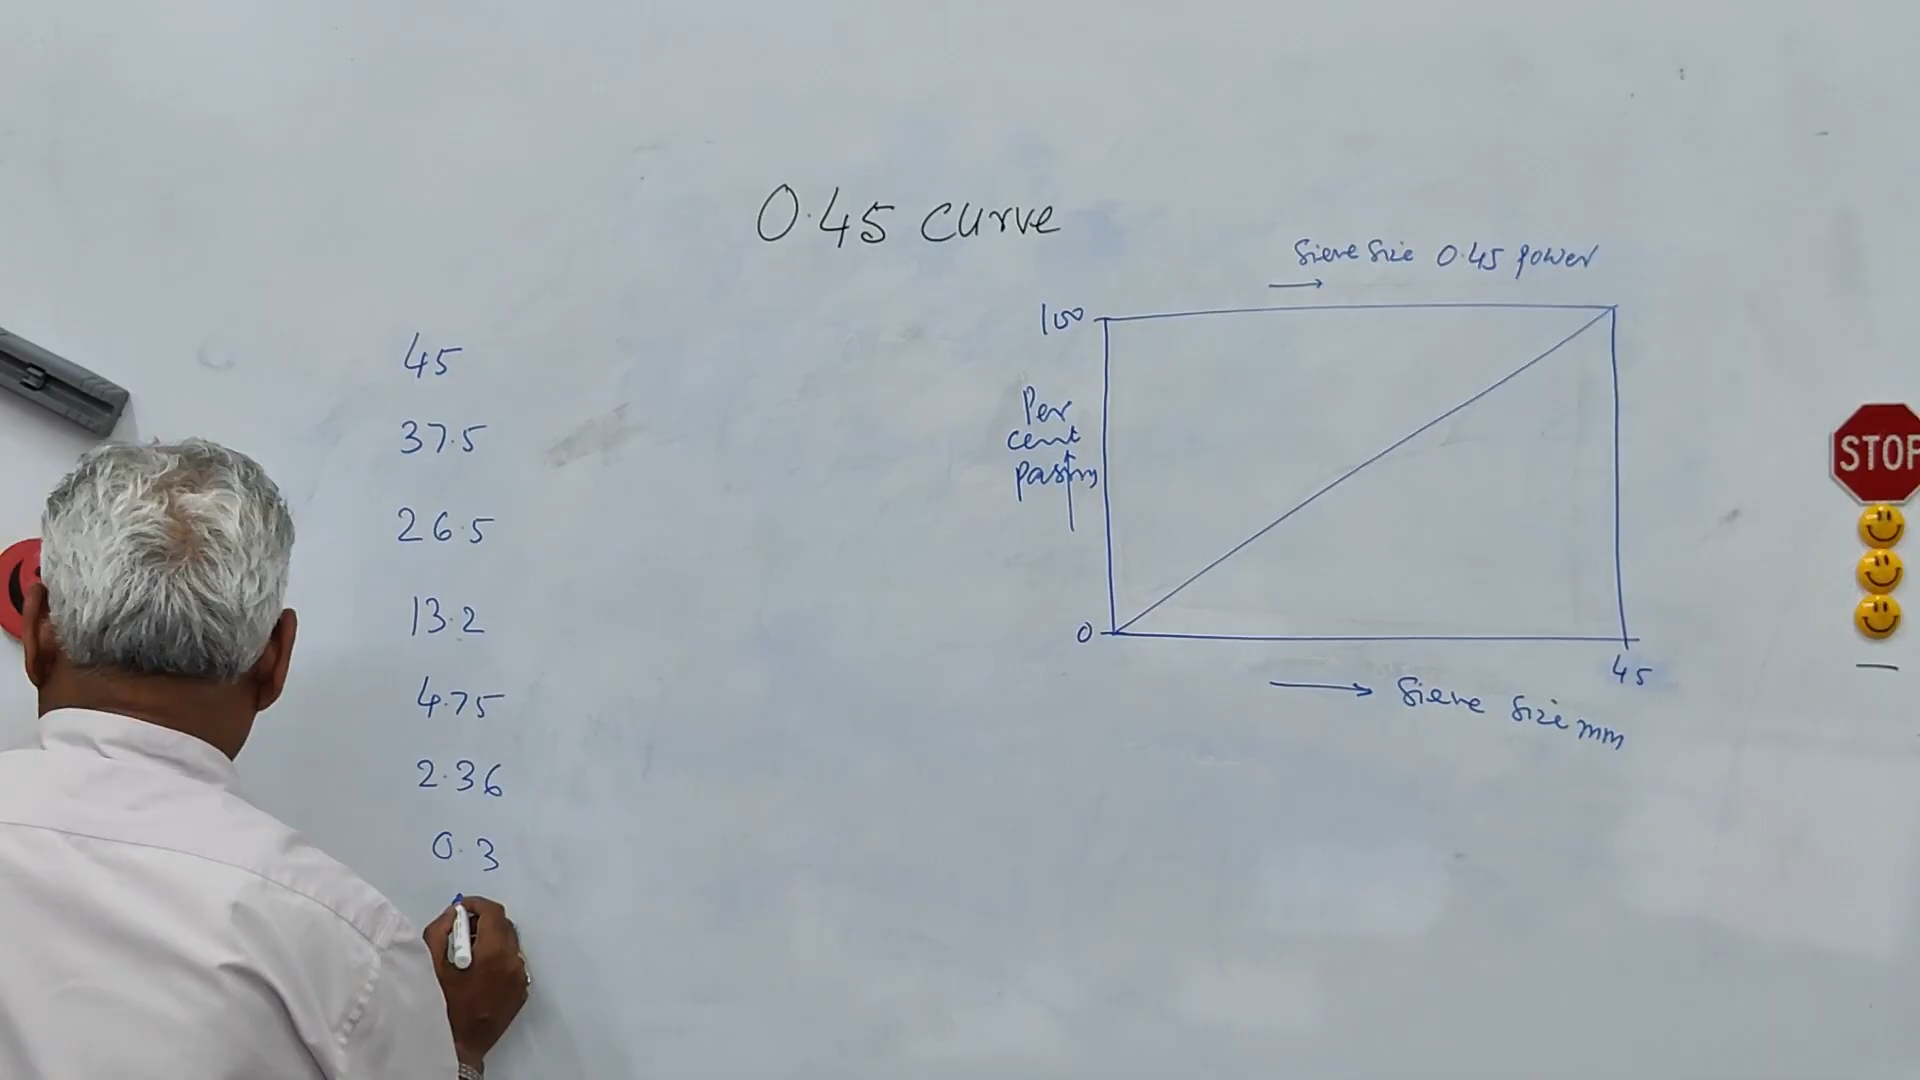 0.45 curve
Sieve Size 0.45 power
100
Per
cent
passing
0
45
Sieve Size mm
45
37.5
26.5
13.2
4.75
2.36
0.3
STOP